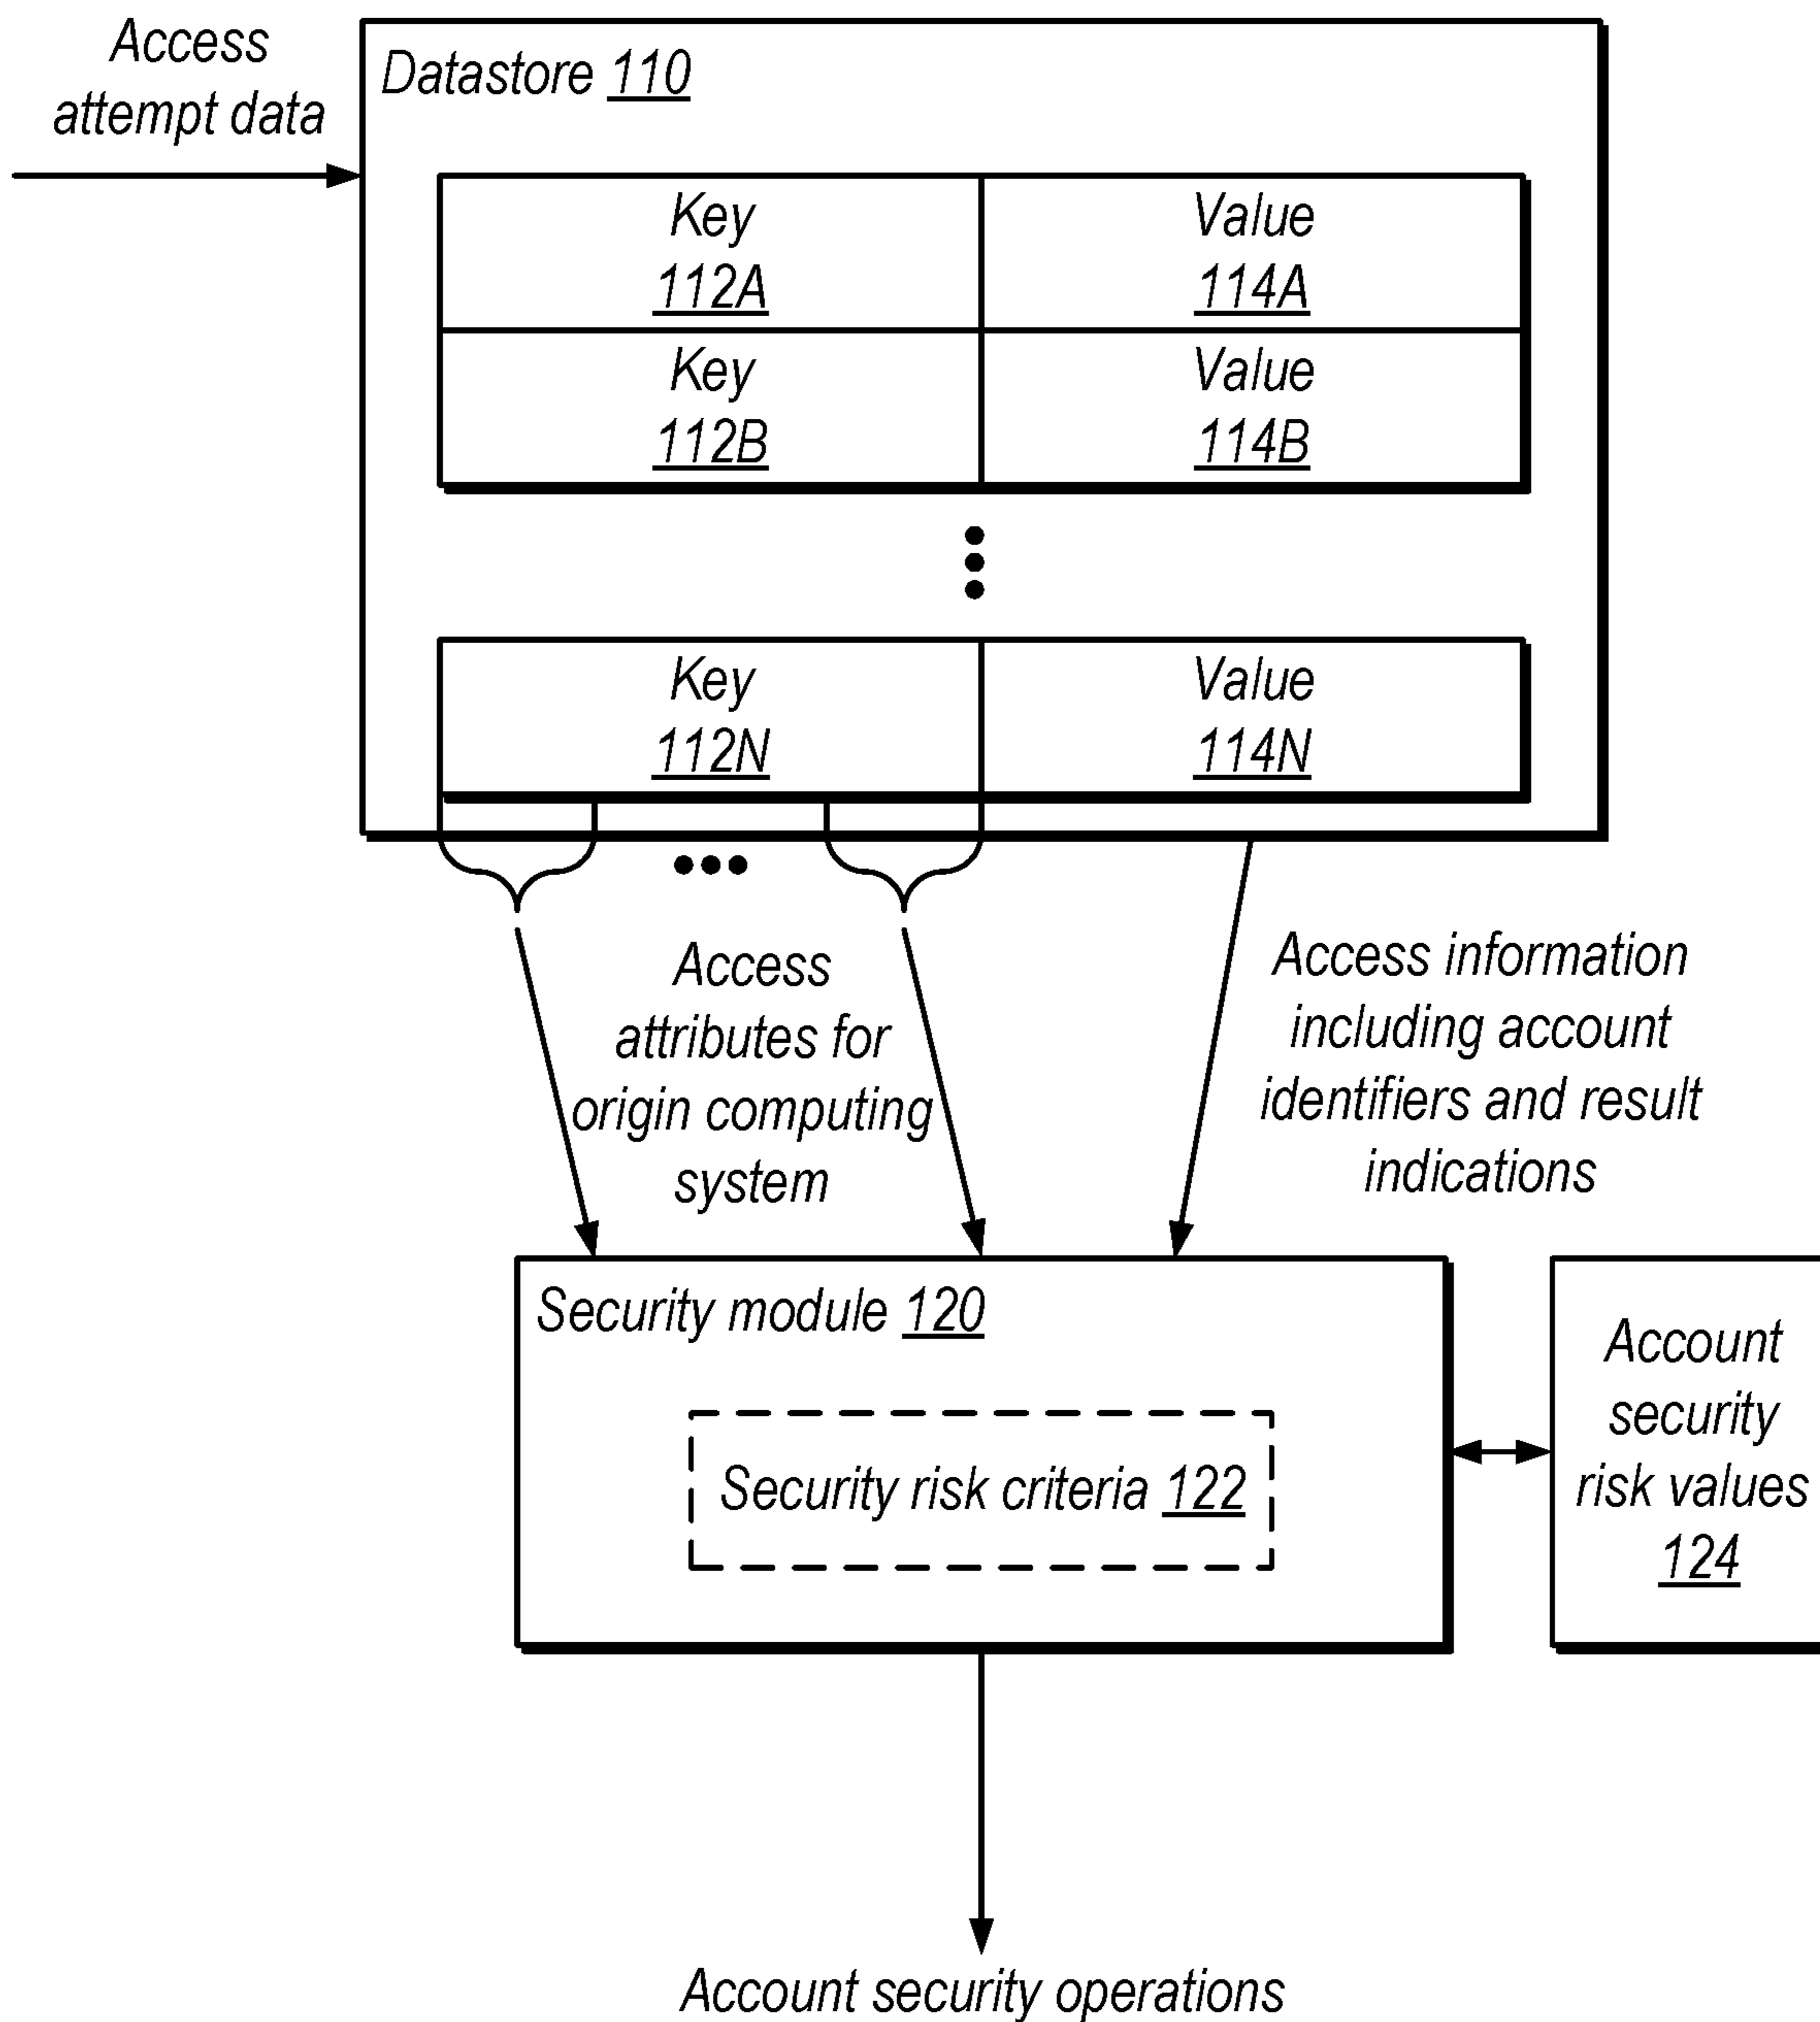 Access
attempt data
Datastore 110
Key
112A
Value
114A
Key
112B
Value
114B
Key
112N
Value
114N
Access
attributes for
origin computing
system
Access information
including account
identifiers and result
indications
Security module 120
Security risk criteria 122
Account
security
risk values
124
Account security operations